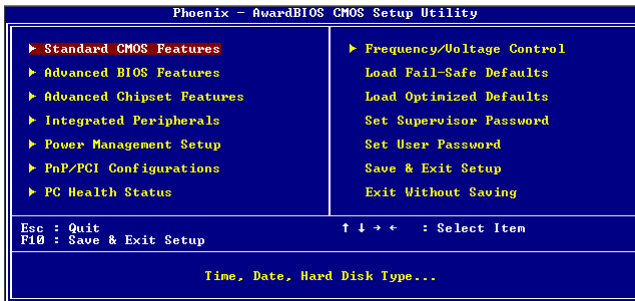 Phoenix - AwardBIOS CMOS Setup Utility
▶ Standard CMOS Features
▶ Advanced BIOS Features
▶ Advanced Chipset Features
▶ Integrated Peripherals
▶ Power Management Setup
▶ PnP/PCI Configurations
▶ PC Health Status
▶ Frequency/Voltage Control
Load Fail-Safe Defaults
Load Optimized Defaults
Set Supervisor Password
Set User Password
Save & Exit Setup
Exit Without Saving
Esc : Quit
F10 : Save & Exit Setup
↑ ↓ → ← : Select Item
Time, Date, Hard Disk Type...